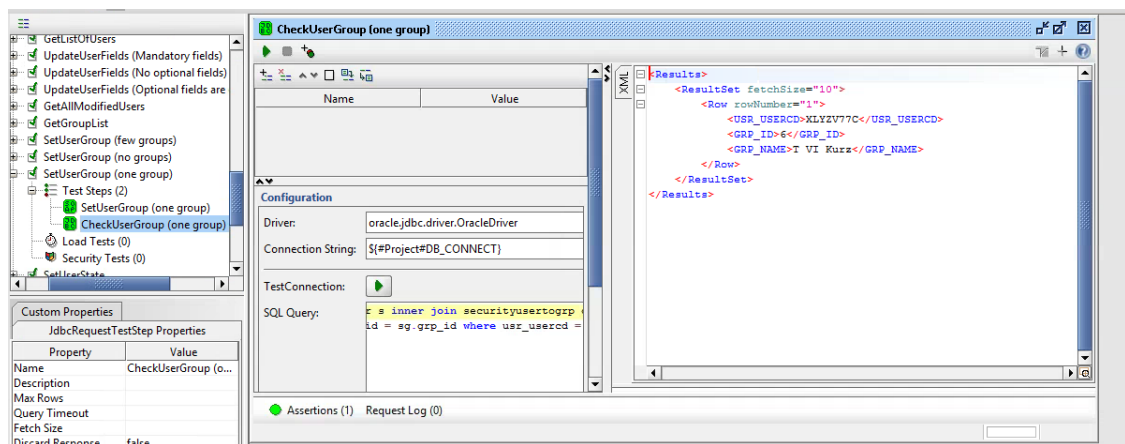 GetListOfUsers
UpdateUserFields (Mandatory fields)
UpdateUserFields (No optional fields)
UpdateUserFields (Optional fields are
GetAllModifiedUsers
GetGroupList
SetUserGroup (few groups)
SetUserGroup (no groups)
SetUserGroup (one group)
Test Steps (2)
SetUserGroup (one group)
CheckUserGroup (one group)
Load Tests (0)
Security Tests (0)
SetUserState
Custom Properties
JdbcRequestTestStep Properties
Property Value
Name CheckUserGroup (o...
Description
Max Rows
Query Timeout
Fetch Size
Discard Response false
CheckUserGroup (one group)
Name Value
Configuration
Driver: oracle.jdbc.driver.OracleDriver
Connection String: ${#Project#DB_CONNECT}
TestConnection:
SQL Query: r s inner join securityusertogrp
id = sg.grp_id where usr_usercd =
XML
<Results>
<ResultSet fetchSize="10">
<Row rowNumber="1">
<USR_USERCD>XLYZV77C</USR_USERCD>
<GRP_ID>6</GRP_ID>
<GRP_NAME>T VI Kurz</GRP_NAME>
</Row>
</ResultSet>
</Results>
Assertions (1) Request Log (0)